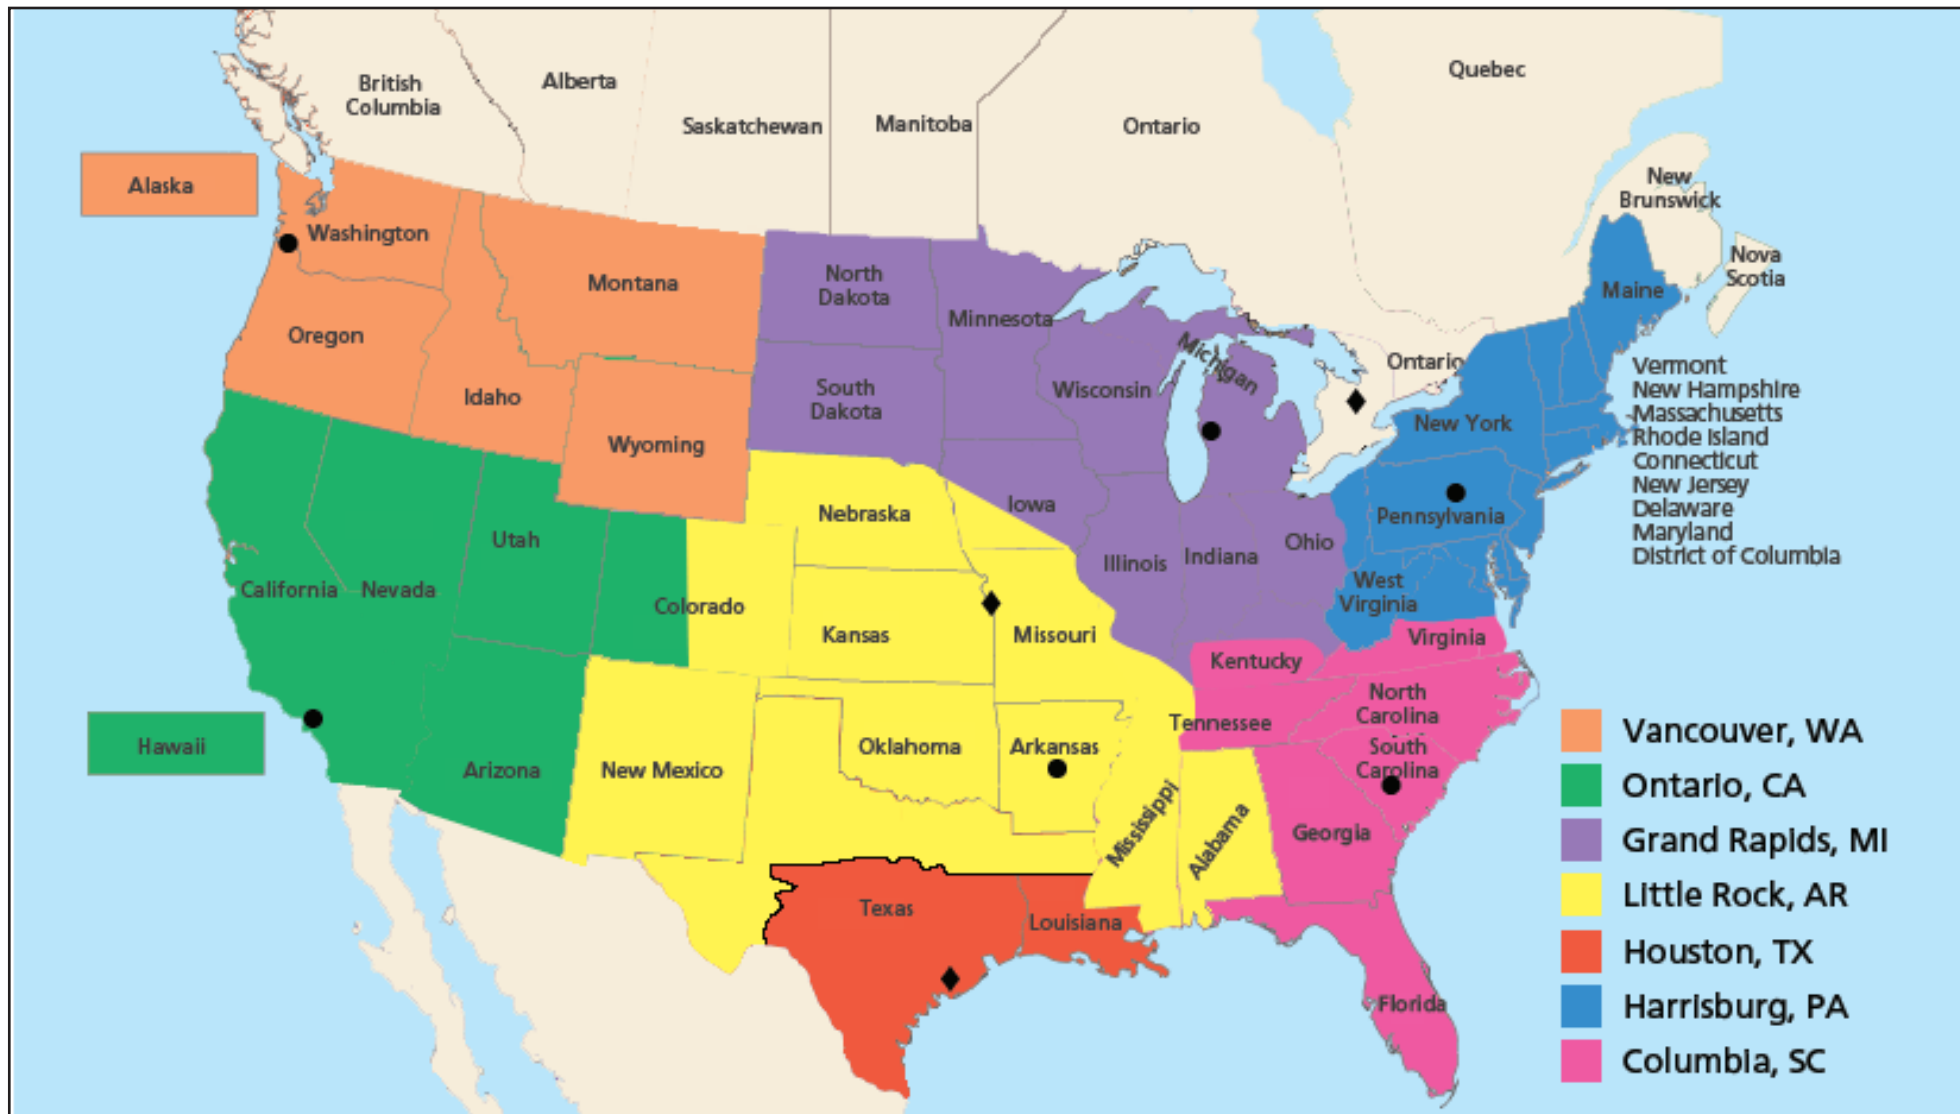 British
Columbia
Alberta
Saskatchewan
Manitoba
Ontario
Quebec
New
Brunswick
Nova
Scotia
Alaska
Washington
Montana
North
Dakota
Minnesota
Maine
Oregon
Idaho
Wyoming
South
Dakota
Wisconsin
Michigan
Ontario
New York
Vermont
New Hampshire
Massachusetts
Rhode Island
Connecticut
New Jersey
Delaware
Maryland
District of Columbia
California
Nevada
Utah
Colorado
Nebraska
Iowa
Illinois
Indiana
Ohio
Pennsylvania
West
Virginia
Virginia
Kansas
Missouri
Kentucky
Tennessee
North
Carolina
South
Carolina
Hawaii
Arizona
New Mexico
Oklahoma
Arkansas
Mississippi
Alabama
Georgia
Texas
Louisiana
Florida
Vancouver, WA
Ontario, CA
Grand Rapids, MI
Little Rock, AR
Houston, TX
Harrisburg, PA
Columbia, SC